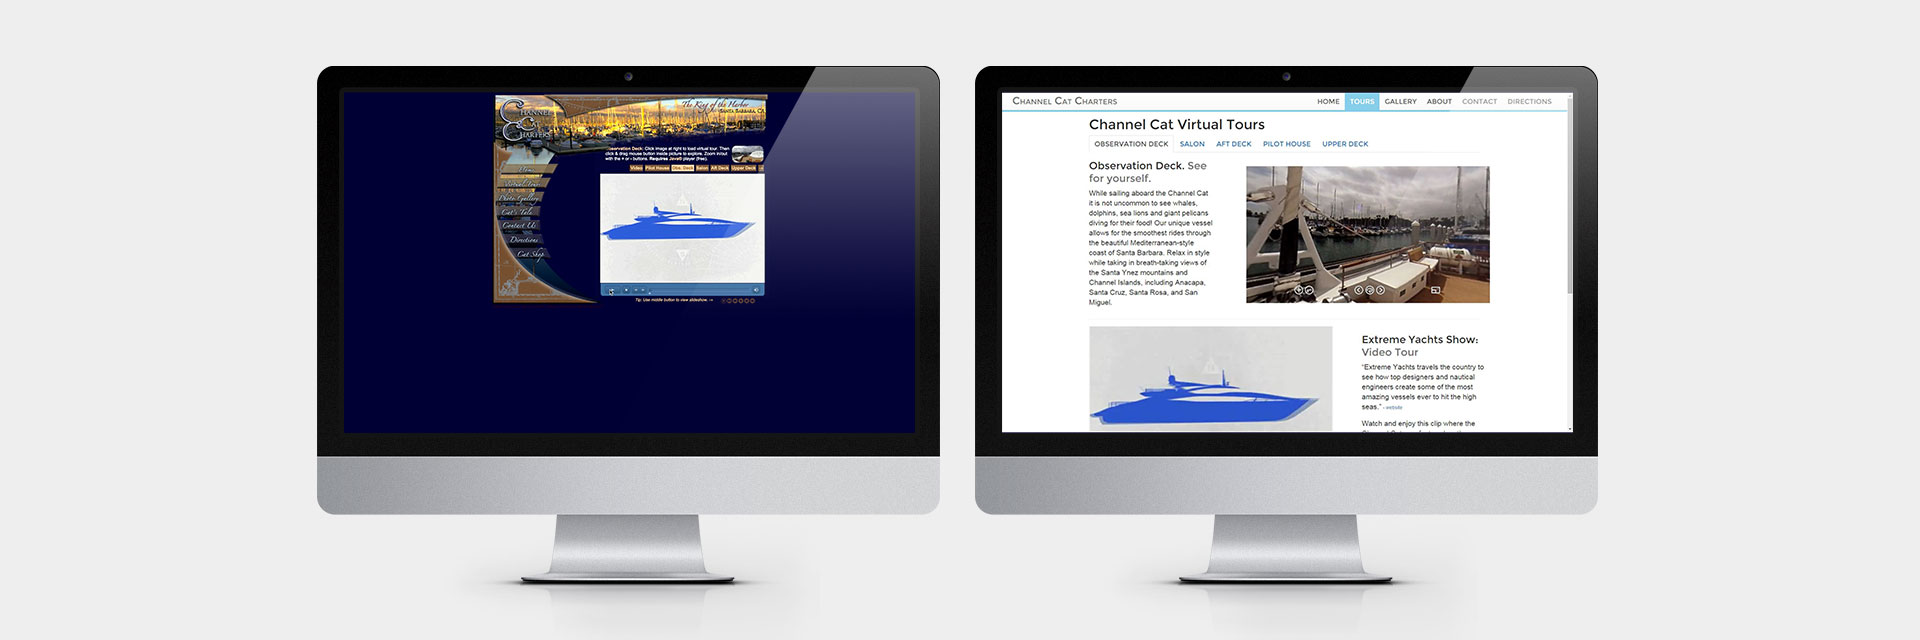 CHANNEL
CHARTERS
The King of the Harbor
SANTA BARBARA, CA
Observation Deck: Click image at right to load virtual tour. Then
click & drag mouse button inside picture to explore. Zoom in/out
with the + or - buttons. Requires Java® player (free).
Video Pilot House Obs. Deck Salon Aft Deck Upper Deck
Home
Virtual Tours
Photo Gallery
Cat's Tale
Contact Us
Directions
Cat Shop
Tip: Use middle button to view slideshow.
CHANNEL CAT CHARTERS
HOME TOURS GALLERY ABOUT CONTACT DIRECTIONS
Channel Cat Virtual Tours
OBSERVATION DECK SALON AFT DECK PILOT HOUSE UPPER DECK
Observation Deck. See
for yourself.
While sailing aboard the Channel Cat
it is not uncommon to see whales,
dolphins, sea lions and giant pelicans
diving for their food! Our unique vessel
allows for the smoothest rides through
the beautiful Mediterranean-style
coast of Santa Barbara. Relax in style
while taking in breath-taking views of
the Santa Ynez mountains and
Channel Islands, including Anacapa,
Santa Cruz, Santa Rosa, and San
Miguel.
Extreme Yachts Show:
Video Tour
"Extreme Yachts travels the country to
see how top designers and nautical
engineers create some of the most
amazing vessels ever to hit the high
seas." - website
Watch and enjoy this clip where the